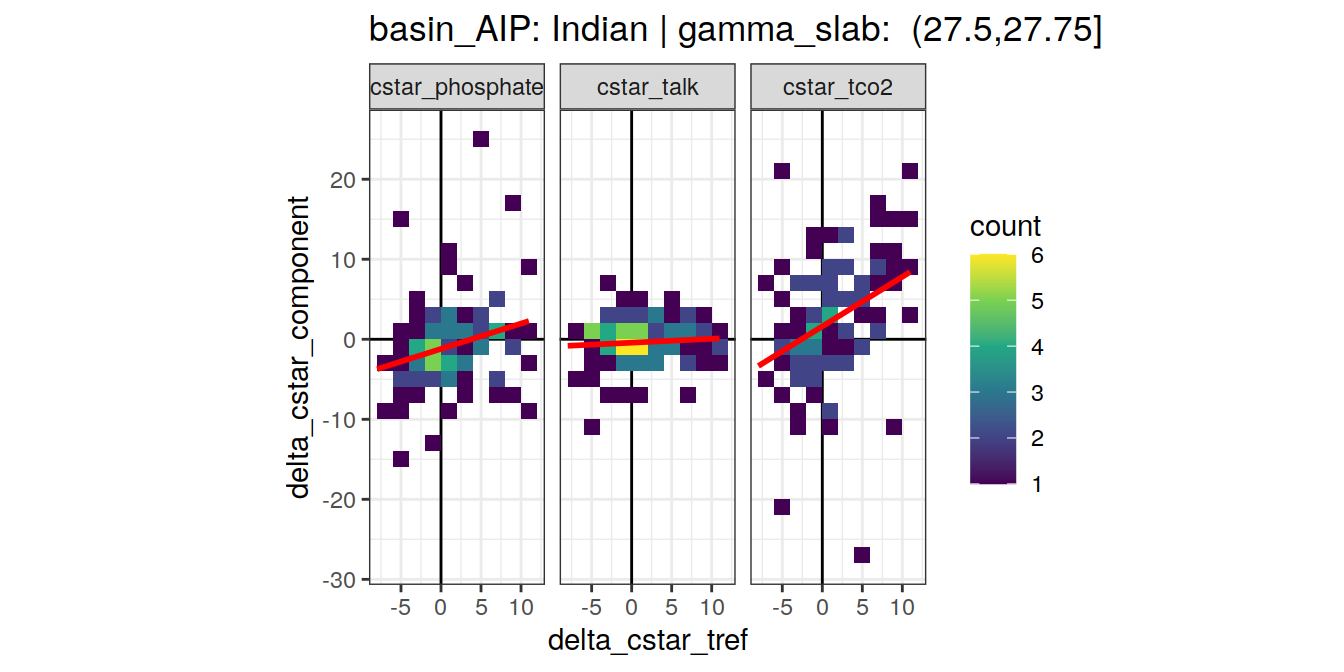 basin_AIP: Indian | gamma_slab:  (27.5,27.75]
cstar_phosphate
cstar_talk
cstar_tco2
delta_cstar_component
20
10
0
-10
-20
-30
-5 0 5 10
-5 0 5 10
-5 0 5 10
delta_cstar_tref
count
6
5
4
3
2
1